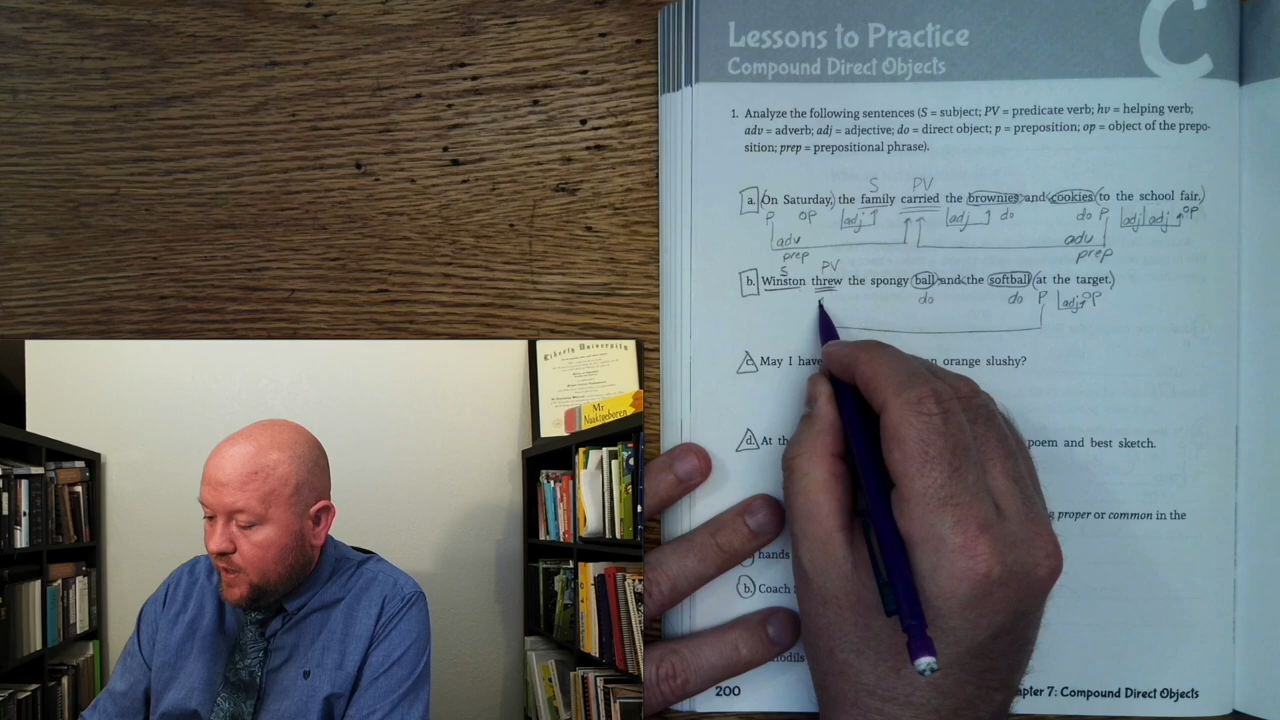 Lessons to Practice
Compound Direct Objects
C
1. Analyze the following sentences (S = subject; PV = predicate verb; hv = helping verb;
adv = adverb; adj = adjective; do = direct object; p = preposition; op = object of the prepo-
sition; prep = prepositional phrase).
S PV
a. (On Saturday,) the family carried the brownies and cookies (to the school fair.)
P op adj adj do do P adj adj op
adv adv
prep prep
S PV
b. Winston threw the spongy ball and the softball (at the target.)
do do P adj op
c. May I have orange slushy?
d. At th poem and best sketch.
g proper or common in the
hands
b. Coach
200
apter 7: Compound Direct Objects
Liberty University
Mr.
Naaktgeboren